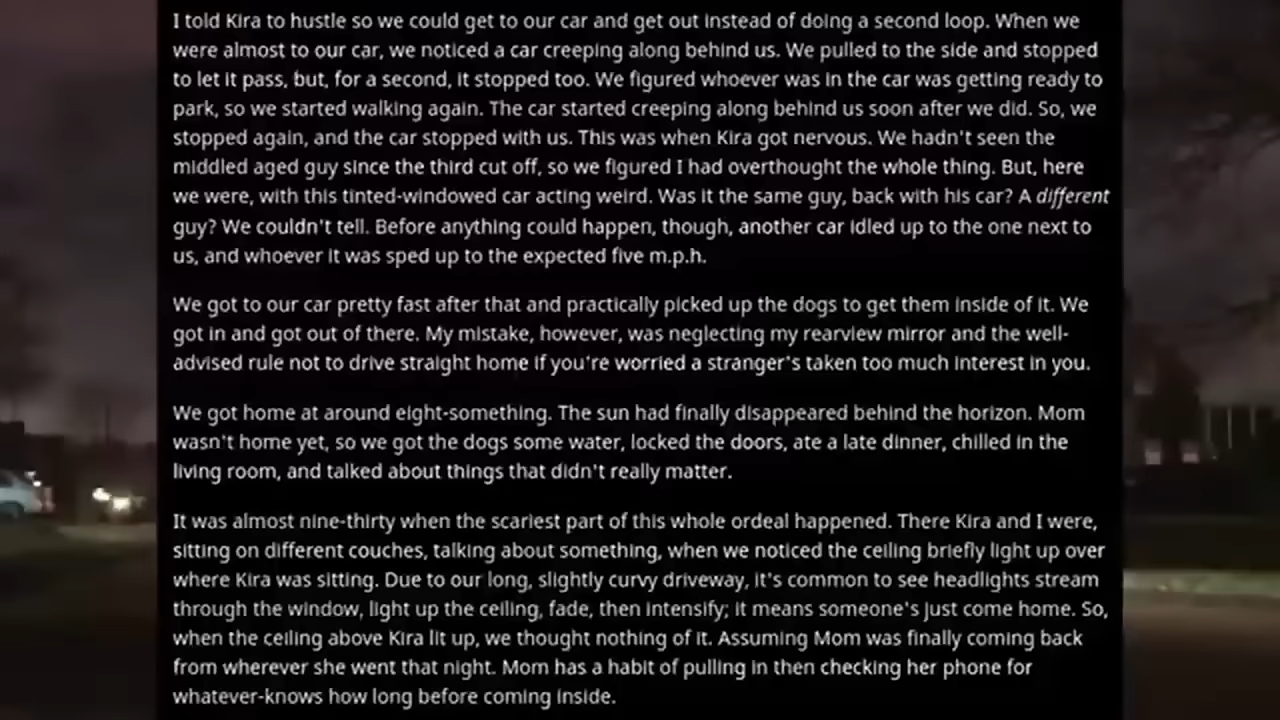 I told Kira to hustle so we could get to our car and get out instead of doing a second loop. When we
were almost to our car, we noticed a car creeping along behind us. We pulled to the side and stopped
to let it pass, but, for a second, it stopped too. We figured whoever was in the car was getting ready to
park, so we started walking again. The car started creeping along behind us soon after we did. So, we
stopped again, and the car stopped with us. This was when Kira got nervous. We hadn't seen the
middled aged guy since the third cut off, so we figured I had overthought the whole thing. But, here
we were, with this tinted-windowed car acting weird. Was it the same guy, back with his car? A different
guy? We couldn't tell. Before anything could happen, though, another car idled up to the one next to
us, and whoever it was sped up to the expected five m.p.h.
We got to our car pretty fast after that and practically picked up the dogs to get them inside of it. We
got in and got out of there. My mistake, however, was neglecting my rearview mirror and the well-
advised rule not to drive straight home if you're worried a stranger's taken too much interest in you.
We got home at around eight-something. The sun had finally disappeared behind the horizon. Mom
wasn't home yet, so we got the dogs some water, locked the doors, ate a late dinner, chilled in the
living room, and talked about things that didn't really matter.
It was almost nine-thirty when the scariest part of this whole ordeal happened. There Kira and I were,
sitting on different couches, talking about something, when we noticed the ceiling briefly light up over
where Kira was sitting. Due to our long, slightly curvy driveway, it's common to see headlights stream
through the window, light up the ceiling, fade, then intensify; it means someone's just come home. So,
when the ceiling above Kira lit up, we thought nothing of it. Assuming Mom was finally coming back
from wherever she went that night. Mom has a habit of pulling in then checking her phone for
whatever-knows how long before coming inside.